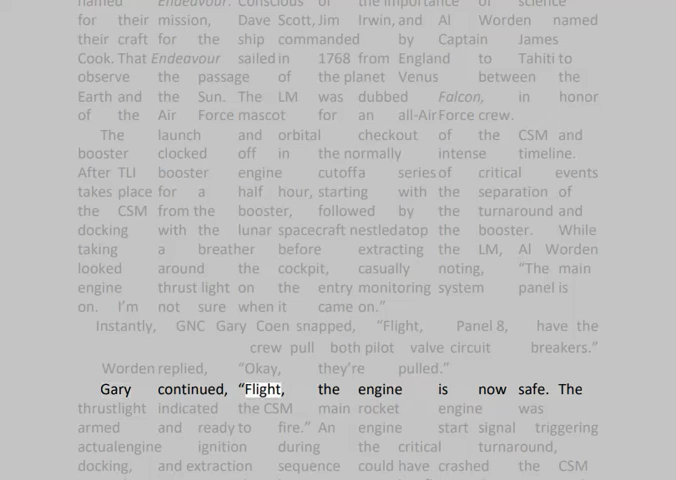 named Endeavour. Conscious of the importance of science
for their mission, Dave Scott, Jim Irwin, and Al Worden named
their craft for the ship commanded by Captain James
Cook. That Endeavour sailed in 1768 from England to Tahiti to
observe the passage of the planet Venus between the
Earth and the Sun. The LM was dubbed Falcon, in honor
of the Air Force mascot for an all-Air Force crew.
The launch and orbital checkout of the CSM and
booster clocked off in the normally intense timeline.
After TLI booster engine cutoff a series of critical events
takes place for a half hour, starting with the separation of
the CSM from the booster, followed by the turnaround and
docking with the lunar spacecraft nestled atop the booster. While
taking a breather before extracting the LM, Al Worden
looked around the cockpit, casually noting, “The main
engine thrust light on the entry monitoring system panel is
on. I’m not sure when it came on.”
Instantly, GNC Gary Coen snapped, “Flight, Panel 8, have the
crew pull both pilot valve circuit breakers.”
Worden replied, “Okay, they’re pulled.”
Gary continued, “Flight, the engine is now safe. The
thrust light indicated the CSM main rocket engine was
armed and ready to fire.” An engine start signal triggering
actual engine ignition during the critical turnaround,
docking, and extraction sequence could have crashed the CSM